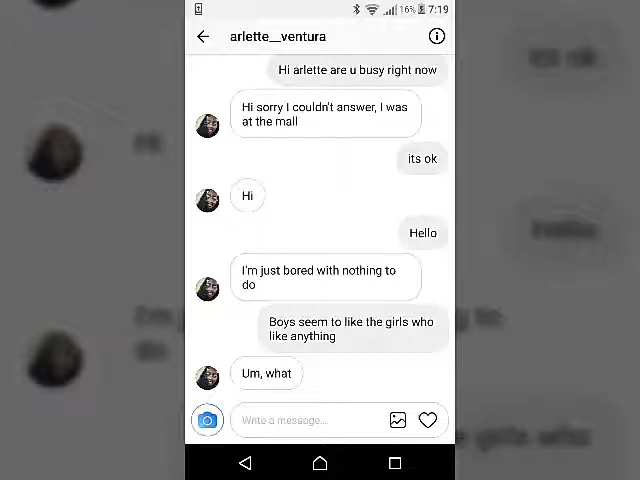 16% 7:19
arlette__ventura
Hi arlette are u busy right now
Hi sorry I couldn't answer, I was
at the mall
its ok
Hi
Hello
I'm just bored with nothing to
do
Boys seem to like the girls who
like anything
Um, what
Write a message...